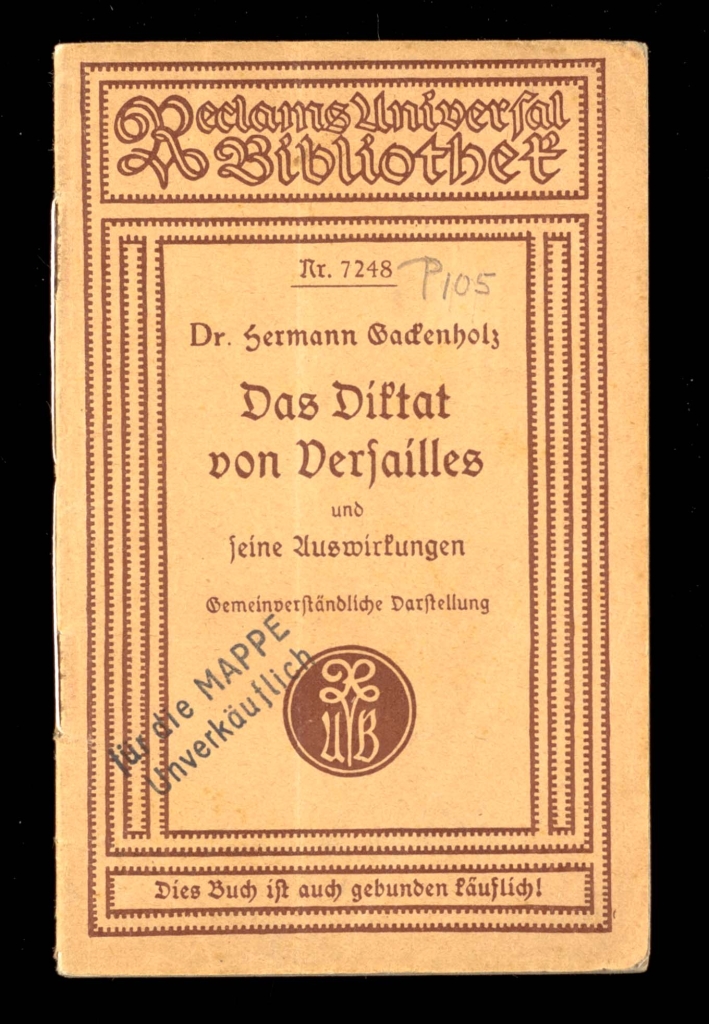 Reclams Universal
Bibliothek
Nr. 7248
P105
Dr. Hermann Gackenholz
Das Diktat
von Versailles
und
seine Auswirkungen
Gemeinverständliche Darstellung
für die MAPPE
Unverkäuflich
R
UB
Dies Buch ist auch gebunden käuflich!